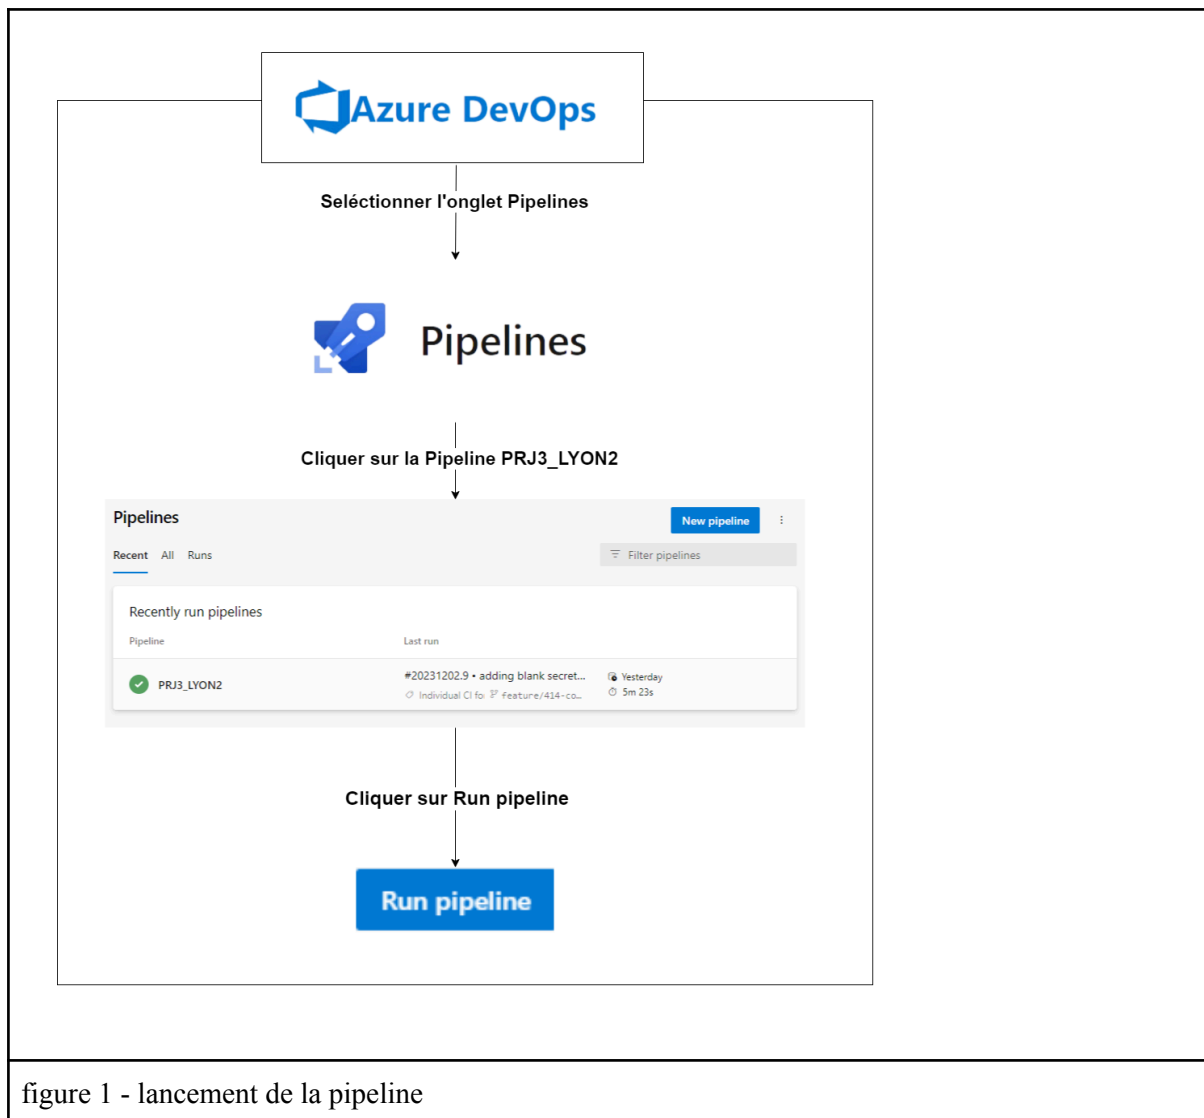 Azure DevOps
Seléctionner l'onglet Pipelines
Pipelines
Cliquer sur la Pipeline PRJ3_LYON2
Pipelines
New pipeline
Recent All Runs
Filter pipelines
Recently run pipelines
Pipeline Last run
PRJ3_LYON2
#20231202.9 • adding blank secret...
Yesterday
Individual CI fo feature/414-co...
5m 23s
Cliquer sur Run pipeline
Run pipeline
figure 1 - lancement de la pipeline